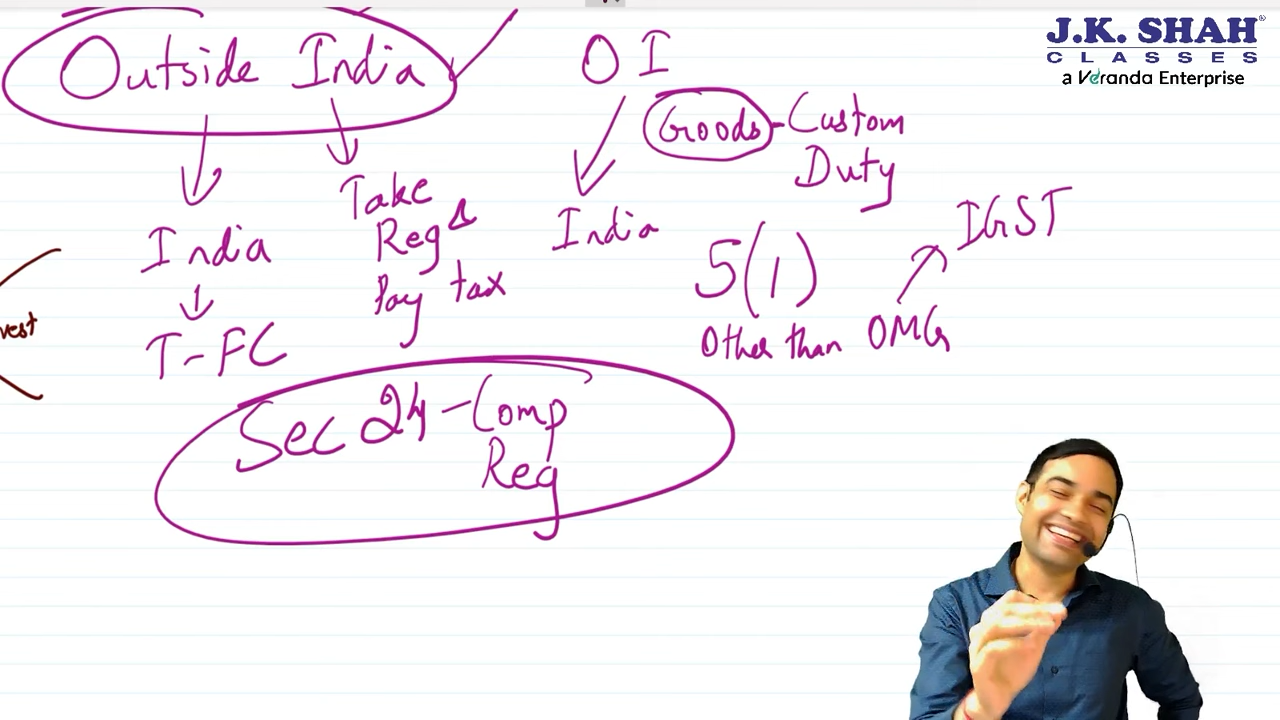 J.K. SHAH
CLASSES
a Veranda Enterprise
Outside India
India
T-FC
Take
Reg &
Pay tax
O I
India
Goods - Custom
Duty
5(1)
Other than OMG
IGST
vest
Sec 24 - Comp
Reg